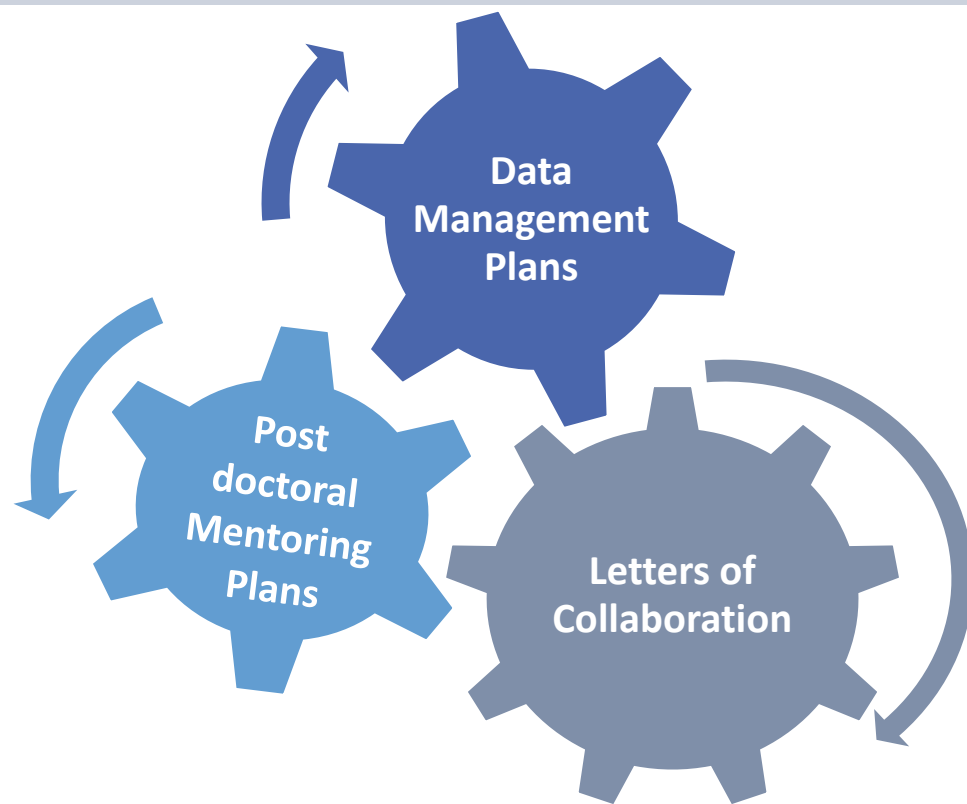 Data
Management
Plans
Post
doctoral
Mentoring
Plans
Letters of
Collaboration